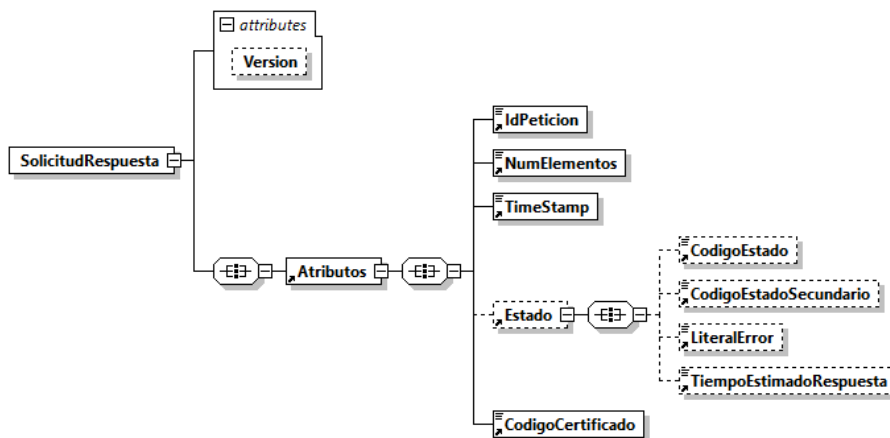 attributes
Version
SolicitudRespuesta
IdPeticion
NumElementos
TimeStamp
Atributos
CodigoEstado
CodigoEstadoSecundario
Estado
LiteralError
TiempoEstimadoRespuesta
CodigoCertificado